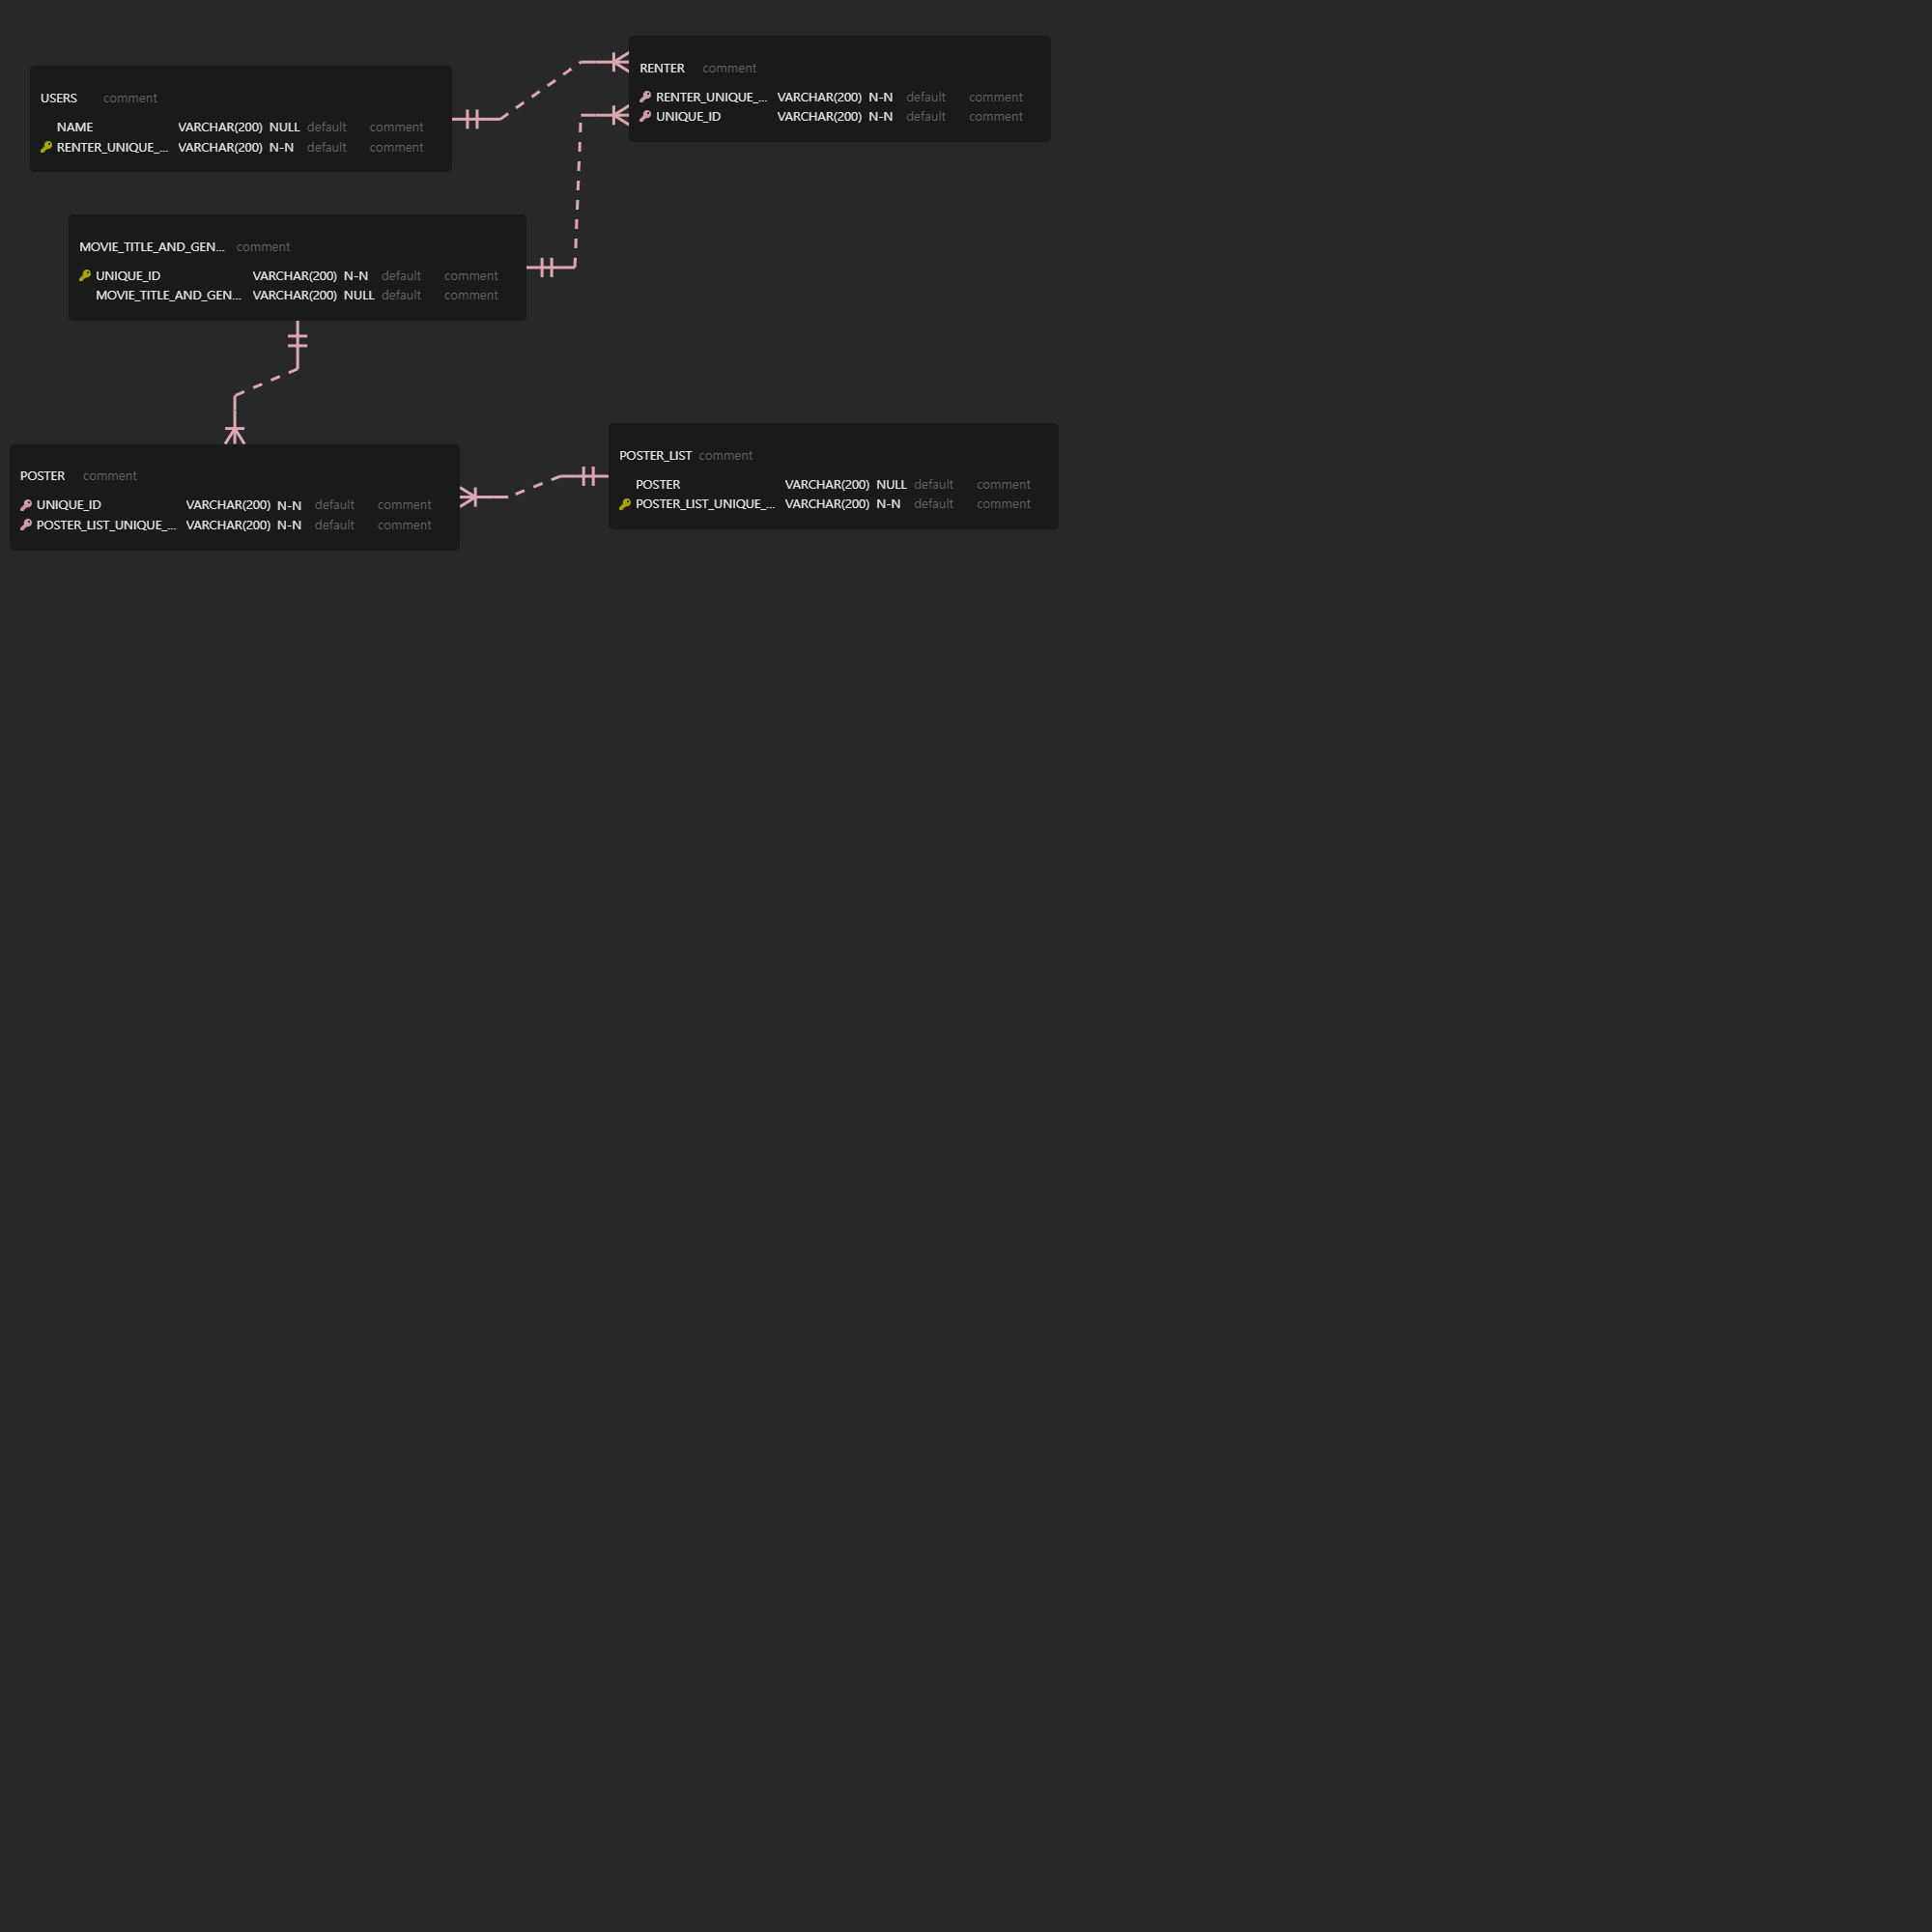 USERS comment
NAME VARCHAR(200) NULL default comment
RENTER_UNIQUE_... VARCHAR(200) N-N default comment
RENTER comment
RENTER_UNIQUE_... VARCHAR(200) N-N default comment
UNIQUE_ID VARCHAR(200) N-N default comment
MOVIE_TITLE_AND_GEN... comment
UNIQUE_ID VARCHAR(200) N-N default comment
MOVIE_TITLE_AND_GEN... VARCHAR(200) NULL default comment
POSTER comment
UNIQUE_ID VARCHAR(200) N-N default comment
POSTER_LIST_UNIQUE_... VARCHAR(200) N-N default comment
POSTER_LIST comment
POSTER VARCHAR(200) NULL default comment
POSTER_LIST_UNIQUE_... VARCHAR(200) N-N default comment